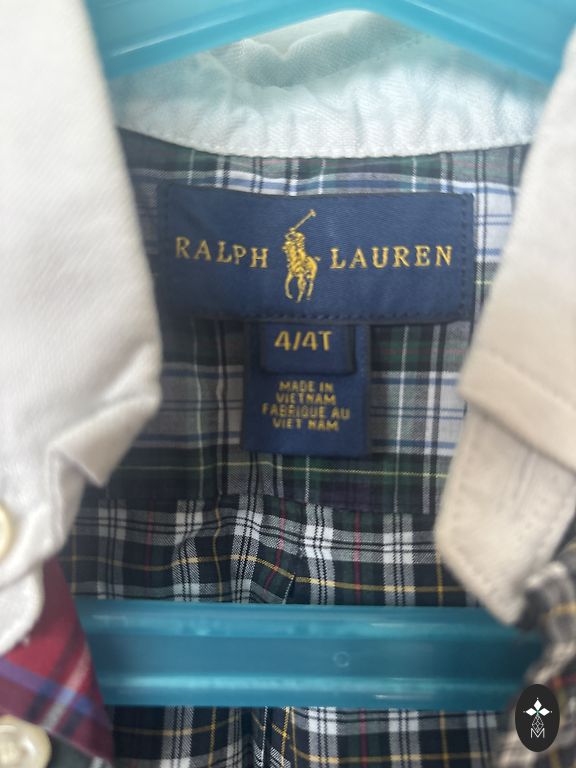 RALPH LAUREN
4/4T
MADE IN
VIETNAM
FABRIQUE AU
VIET NAM